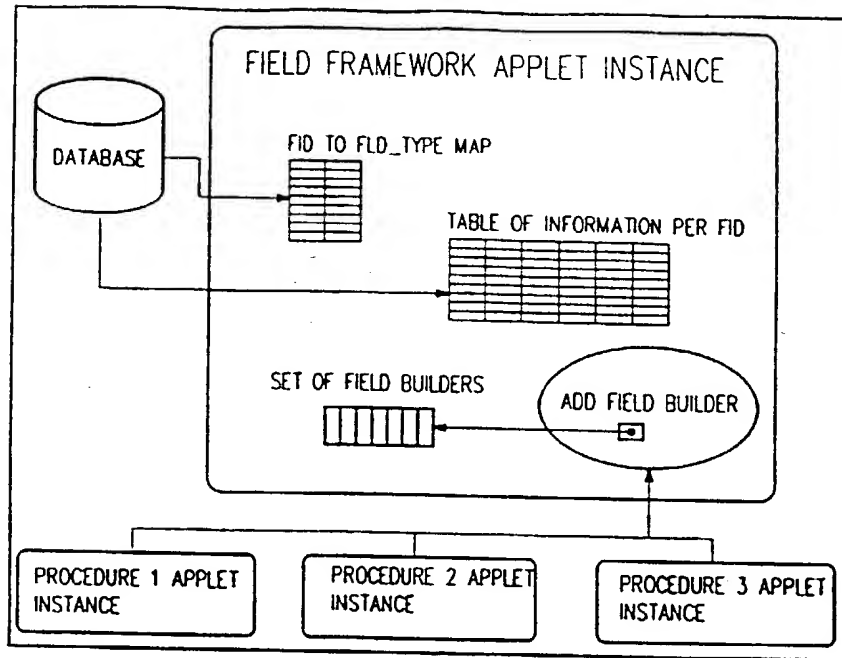 FIELD FRAMEWORK APPLET INSTANCE
DATABASE
FID TO FLD_TYPE MAP
TABLE OF INFORMATION PER FID
SET OF FIELD BUILDERS
ADD FIELD BUILDER
PROCEDURE 1 APPLET
INSTANCE
PROCEDURE 2 APPLET
INSTANCE
PROCEDURE 3 APPLET
INSTANCE